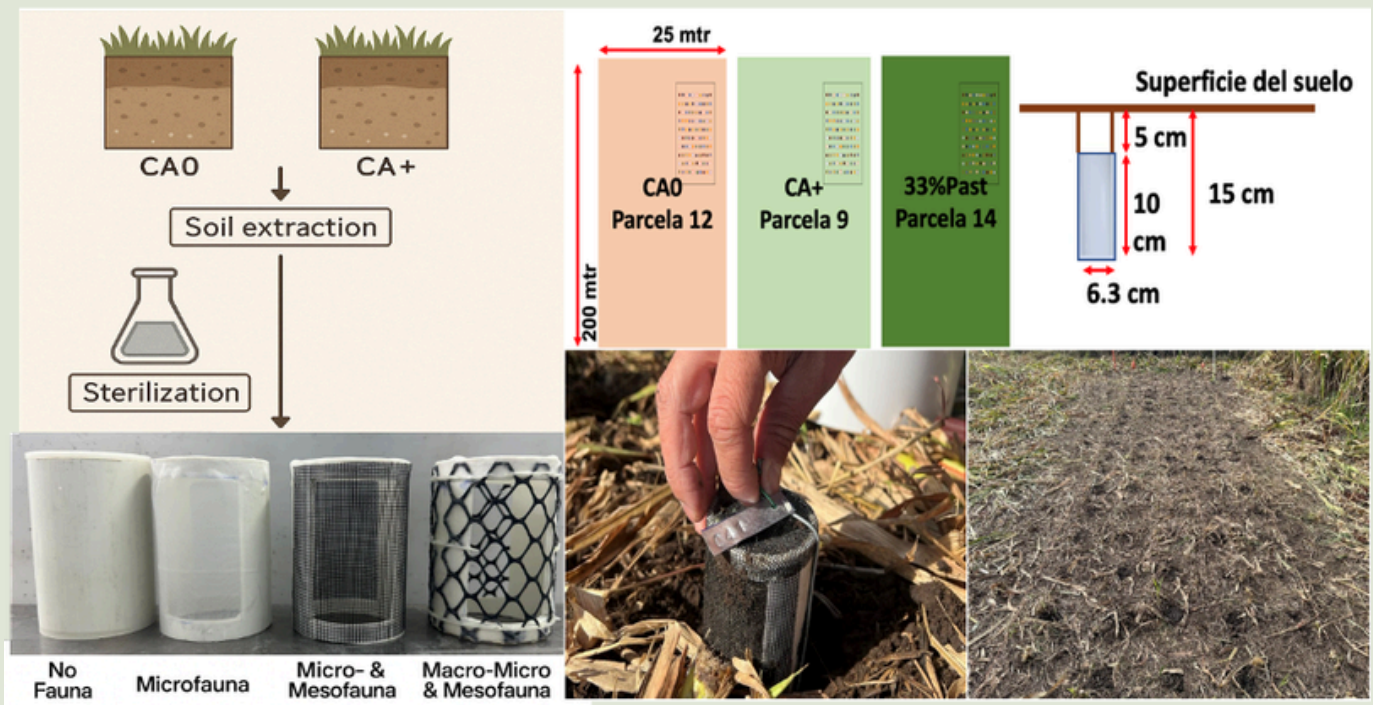 CA0
CA+
Soil extraction
Sterilization
No
Fauna
Microfauna
Micro- &
Mesofauna
Macro-Micro
& Mesofauna
25 mtr
200 mtr
CA0
Parcela 12
CA+
Parcela 9
33%Past
Parcela 14
Superficie del suelo
5 cm
10
cm
15 cm
6.3 cm